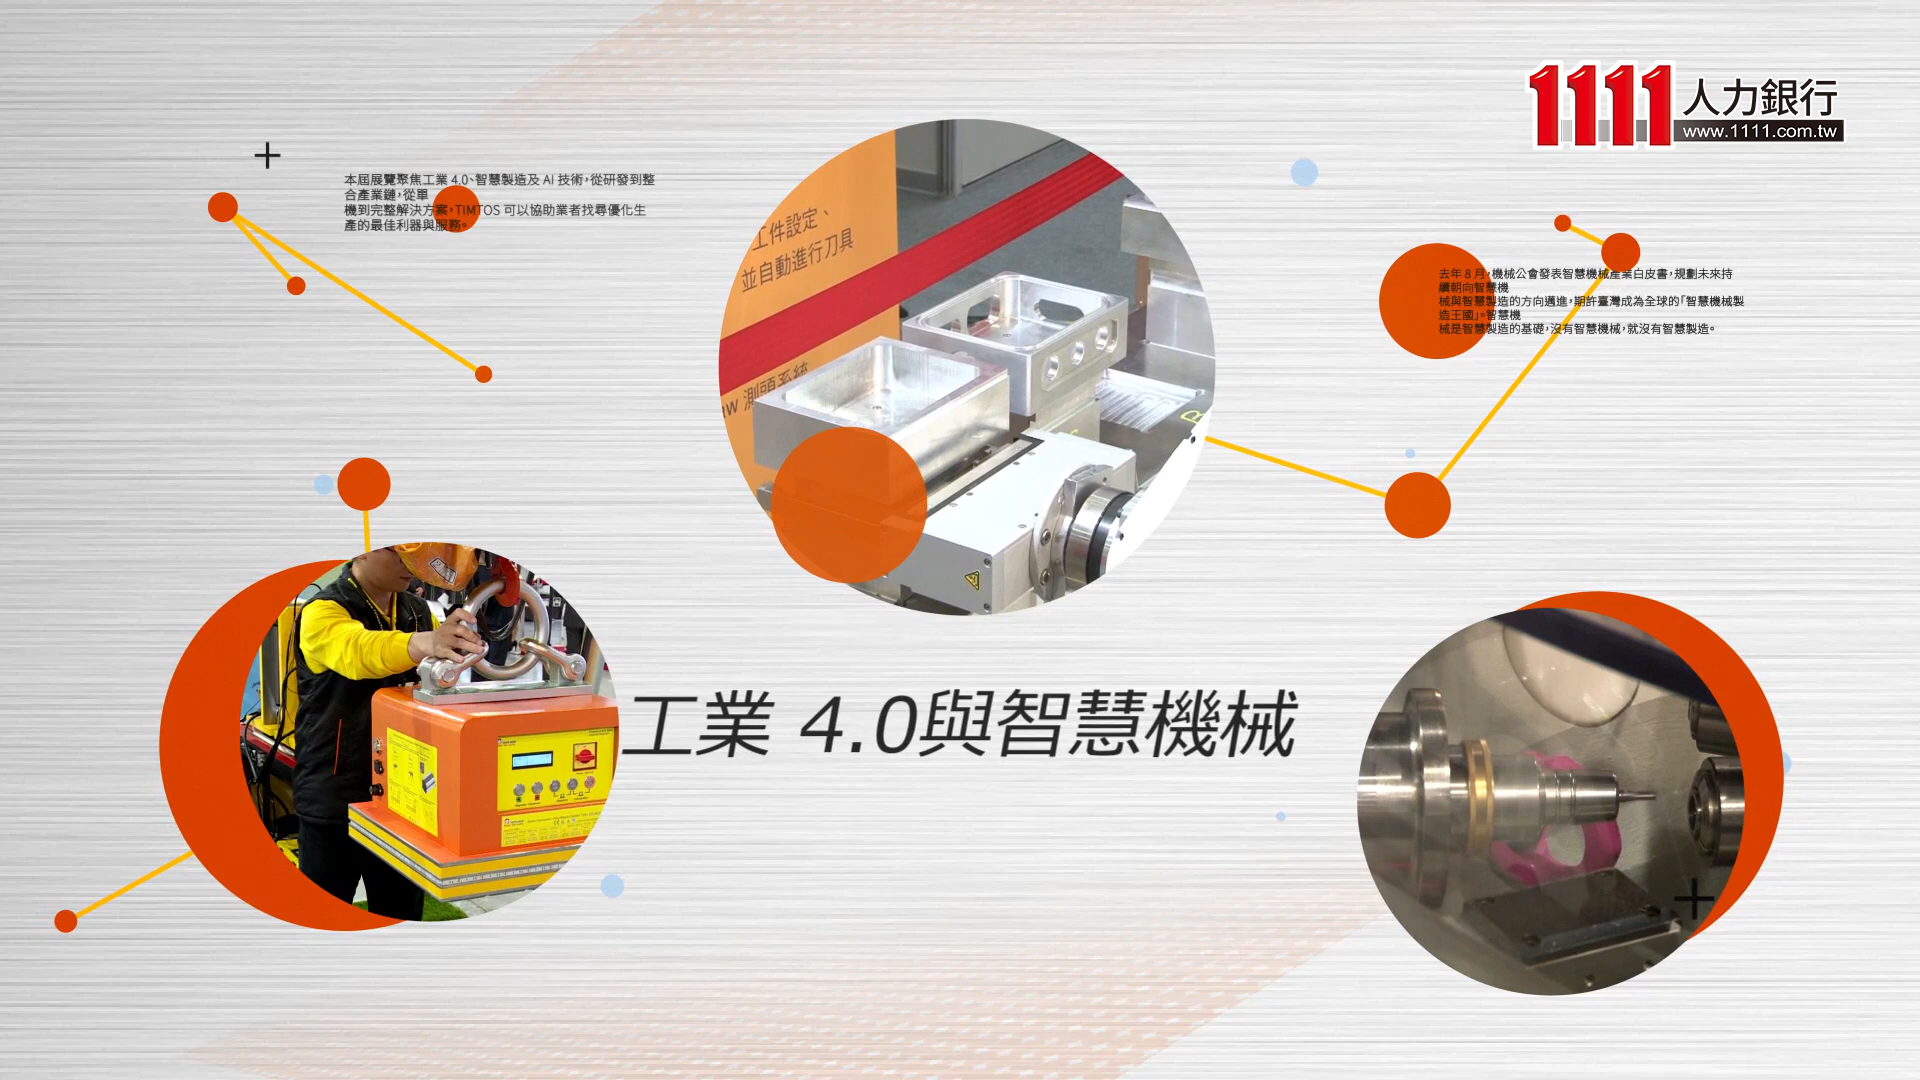 1111人力銀行
www.1111.com.tw
本屆展覽聚焦工業 4.0、智慧製造及 AI 技術，從研發到整
合產業鏈，從單
機到完整解決方案，TIMTOS 可以協助業者找尋優化生
產的最佳利器與服務。
工件設定、
並自動進行刀具
測頭系統
去年 8 月，機械公會發表智慧機械產業白皮書，規劃未來持
續朝向智慧機
械與智慧製造的方向邁進，期許臺灣成為全球的「智慧機械製
造王國」。智慧機
械是智慧製造的基礎，沒有智慧機械，就沒有智慧製造。
工業 4.0與智慧機械